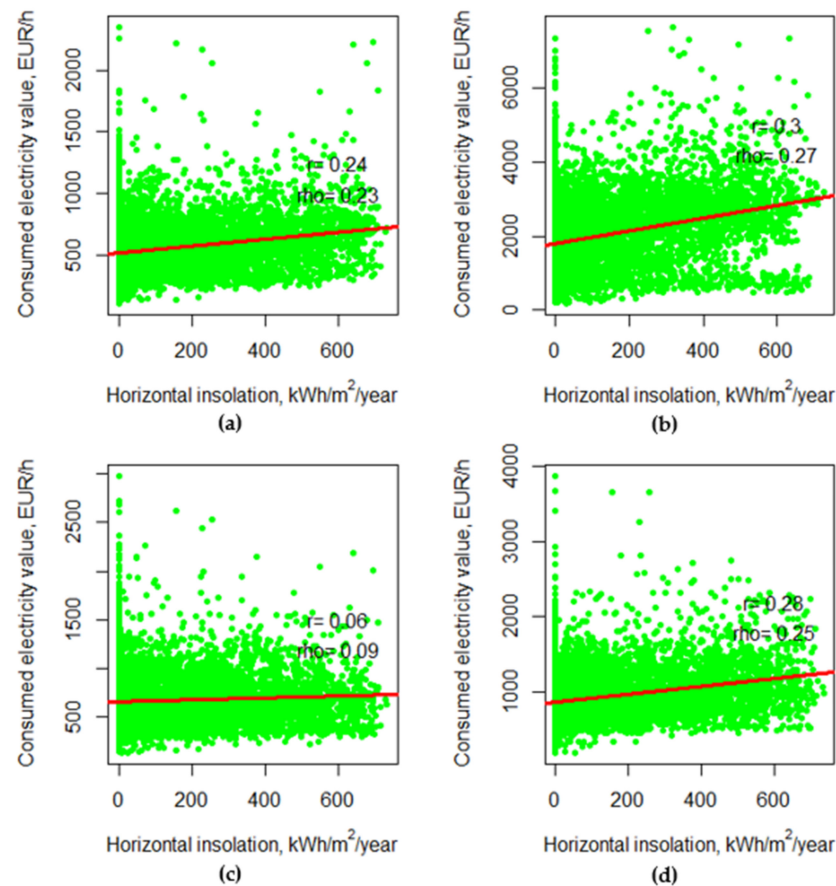 Consumed electricity value, EUR/h
2000
1500
1000
500
r= 0.24
rho= 0.23
0 200 400 600
Horizontal insolation, kWh/m²/year
(a)
Consumed electricity value, EUR/h
6000
4000
2000
0
r= 0.3
rho= 0.27
0 200 400 600
Horizontal insolation, kWh/m²/year
(b)
Consumed electricity value, EUR/h
2500
1500
500
r= 0.06
rho= 0.09
0 200 400 600
Horizontal insolation, kWh/m²/year
(c)
Consumed electricity value, EUR/h
4000
3000
2000
1000
r= 0.28
rho= 0.25
0 200 400 600
Horizontal insolation, kWh/m²/year
(d)